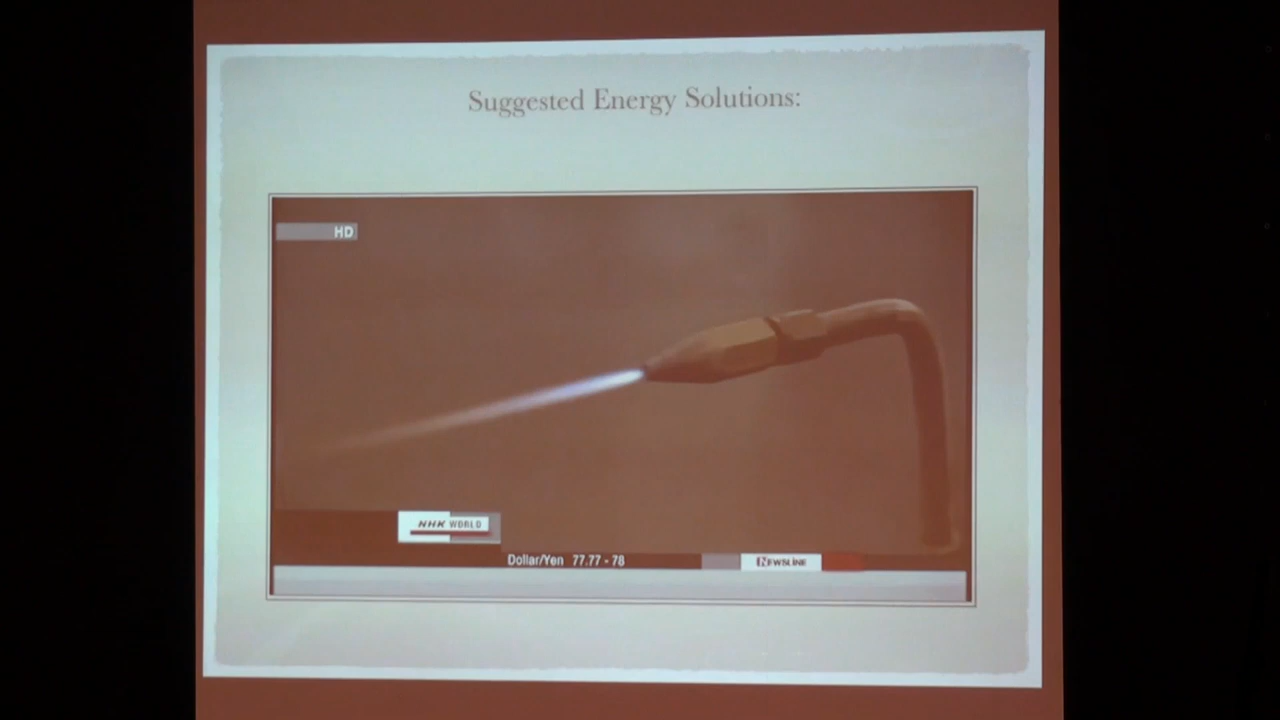 Suggested Energy Solutions:
HD
NHK WORLD
Dollar/Yen 77.77 - 78
NEWSLINE